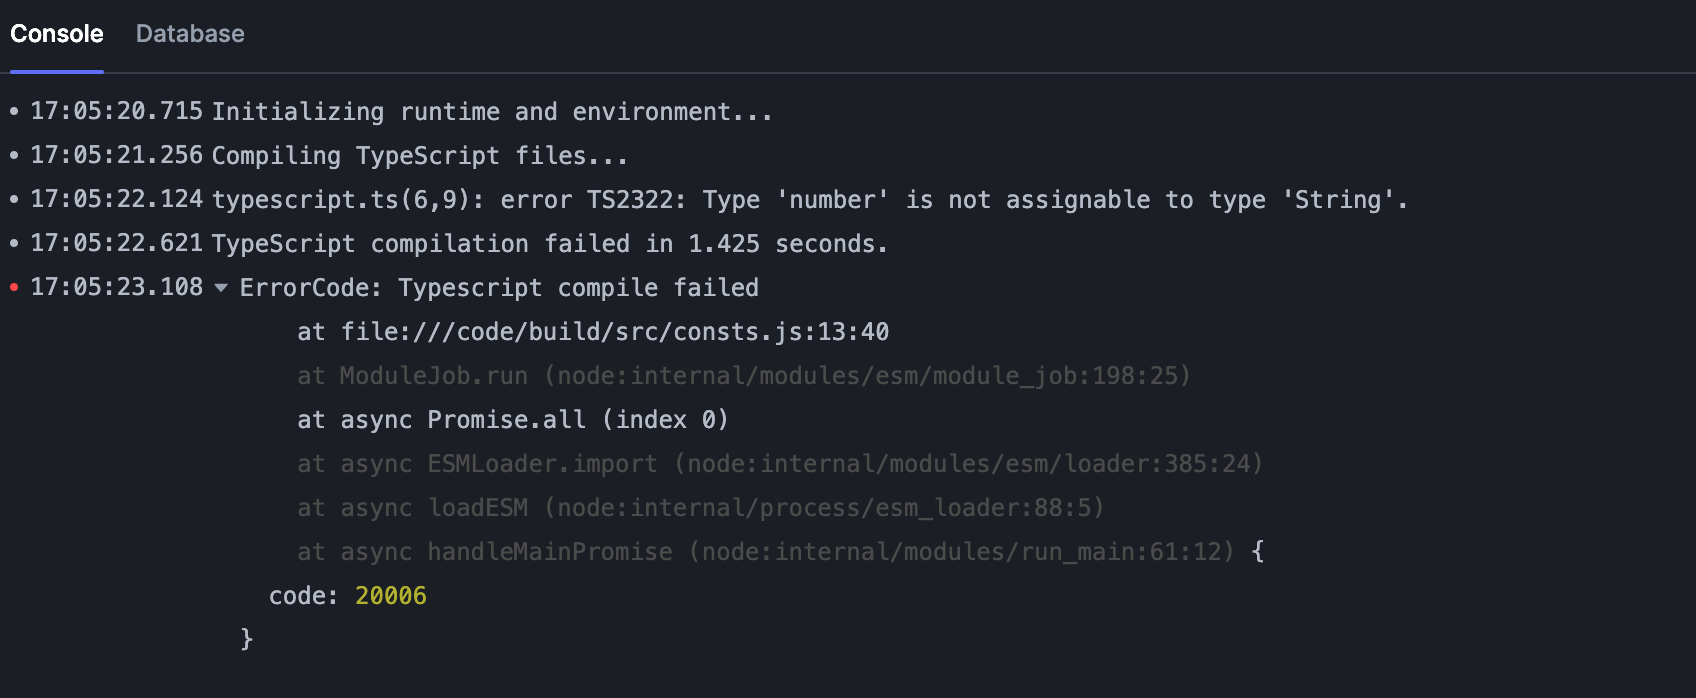 Console Database
• 17:05:20.715 Initializing runtime and environment...
• 17:05:21.256 Compiling TypeScript files...
• 17:05:22.124 typescript.ts(6,9): error TS2322: Type 'number' is not assignable to type 'String'.
• 17:05:22.621 TypeScript compilation failed in 1.425 seconds.
• 17:05:23.108 ▼ ErrorCode: Typescript compile failed
at file:///code/build/src/consts.js:13:40
at ModuleJob.run (node:internal/modules/esm/module_job:198:25)
at async Promise.all (index 0)
at async ESMLoader.import (node:internal/modules/esm/loader:385:24)
at async loadESM (node:internal/process/esm_loader:88:5)
at async handleMainPromise (node:internal/modules/run_main:61:12) {
code: 20006
}